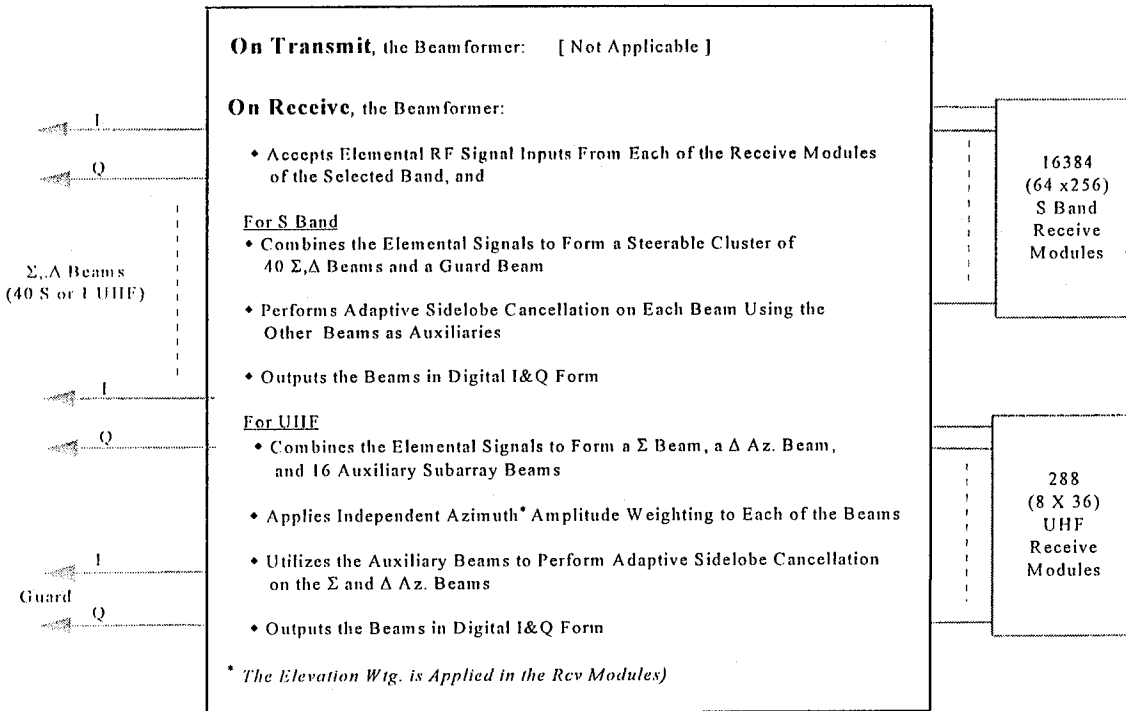 On Transmit, the Beamformer: [ Not Applicable ]
On Receive, the Beamformer:
◆ Accepts Elemental RF Signal Inputs From Each of the Receive Modules
of the Selected Band, and
For S Band
◆ Combines the Elemental Signals to Form a Steerable Cluster of
40 Σ,Δ Beams and a Guard Beam
◆ Performs Adaptive Sidelobe Cancellation on Each Beam Using the
Other Beams as Auxiliaries
◆ Outputs the Beams in Digital I&Q Form
For UHF
◆ Combines the Elemental Signals to Form a Σ Beam, a Δ Az. Beam,
and 16 Auxiliary Subarray Beams
◆ Applies Independent Azimuth* Amplitude Weighting to Each of the Beams
◆ Utilizes the Auxiliary Beams to Perform Adaptive Sidelobe Cancellation
on the Σ and Δ Az. Beams
◆ Outputs the Beams in Digital I&Q Form
* The Elevation Wtg. is Applied in the Rcv Modules)
I
Q
Σ,Δ Beams
(40 S or 1 UHF)
I
Q
I
Guard
Q
16384
(64 x256)
S Band
Receive
Modules
288
(8 X 36)
UHF
Receive
Modules